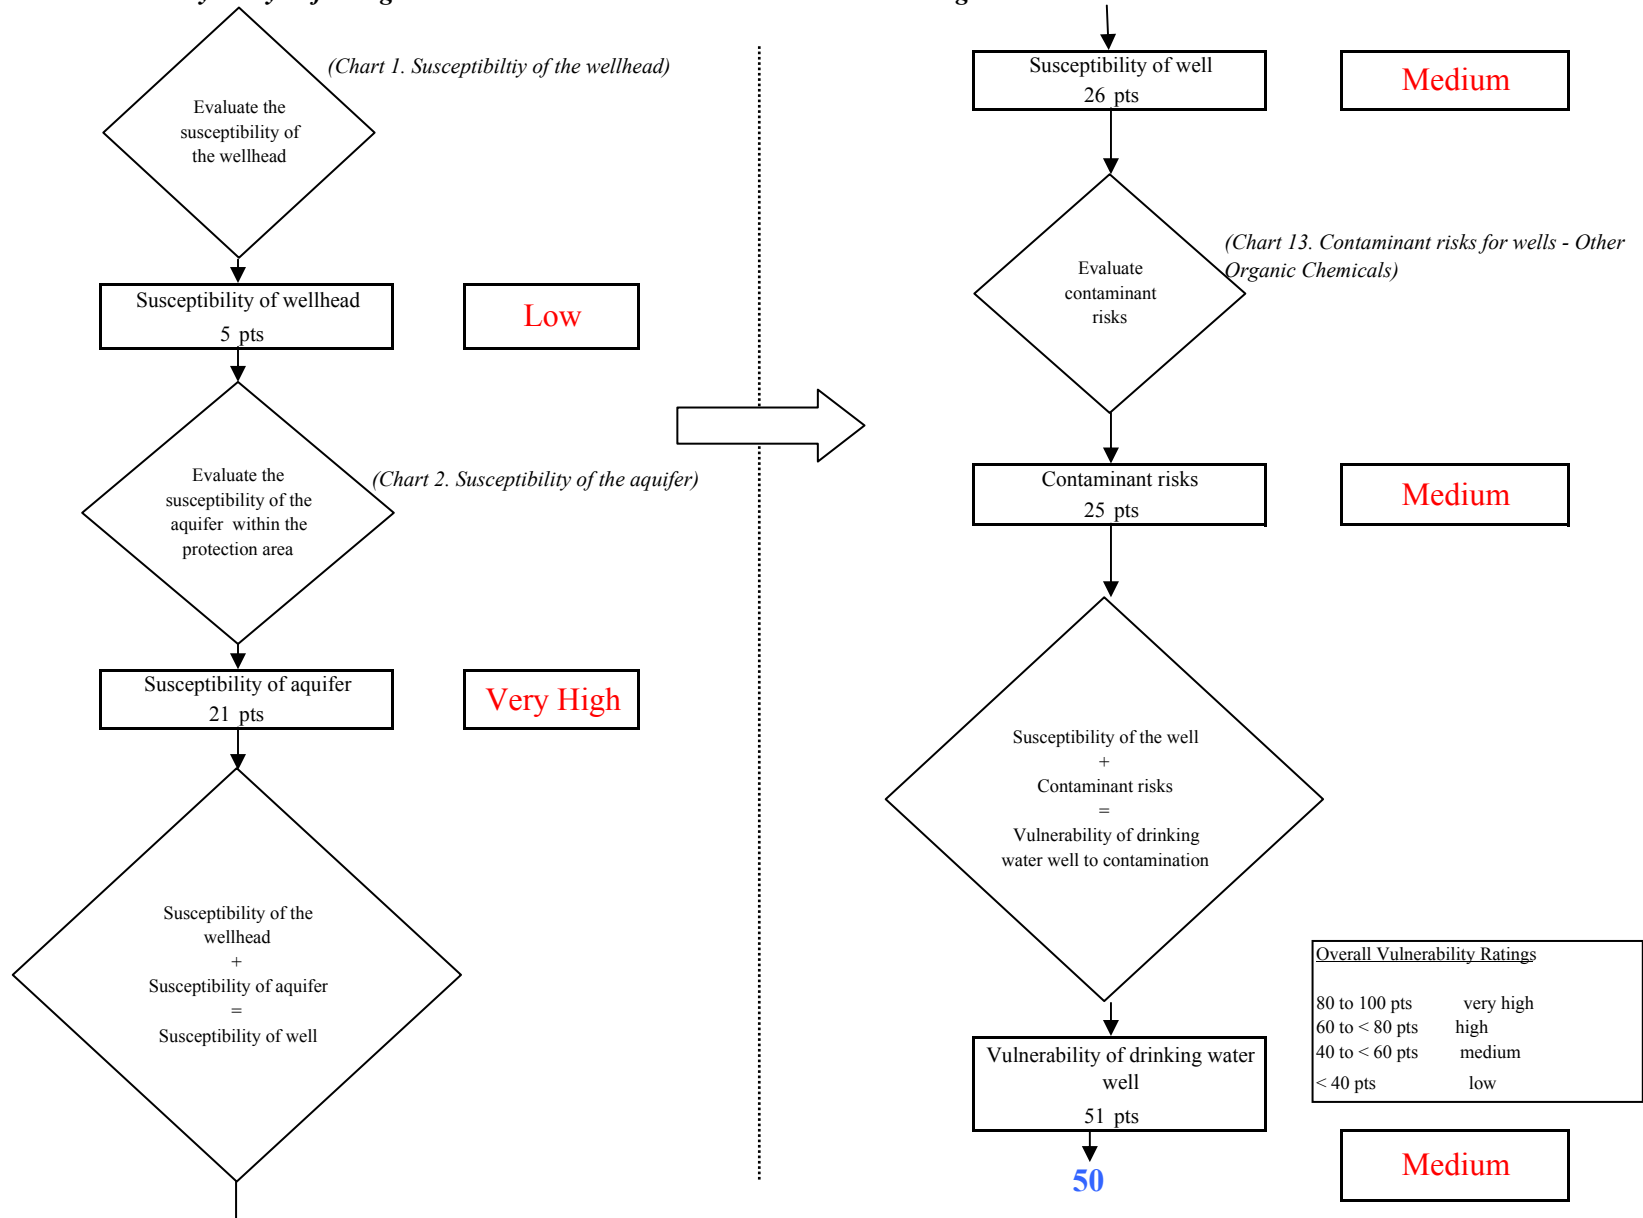 (Chart 1. Susceptibiltiy of the wellhead)
Evaluate the
susceptibility of
the wellhead
Susceptibility of wellhead
5 pts
Low
Evaluate the
susceptibility of the
aquifer within the
protection area
(Chart 2. Susceptibility of the aquifer)
Susceptibility of aquifer
21 pts
Very High
Susceptibility of the
wellhead
+
Susceptibility of aquifer
=
Susceptibility of well
Susceptibility of well
26 pts
Medium
Evaluate
contaminant
risks
(Chart 13. Contaminant risks for wells - Other
Organic Chemicals)
Contaminant risks
25 pts
Medium
Susceptibility of the well
+
Contaminant risks
=
Vulnerability of drinking
water well to contamination
Vulnerability of drinking water
well
51 pts
50
Overall Vulnerability Ratings
80 to 100 pts very high
60 to < 80 pts high
40 to < 60 pts medium
< 40 pts low
Medium